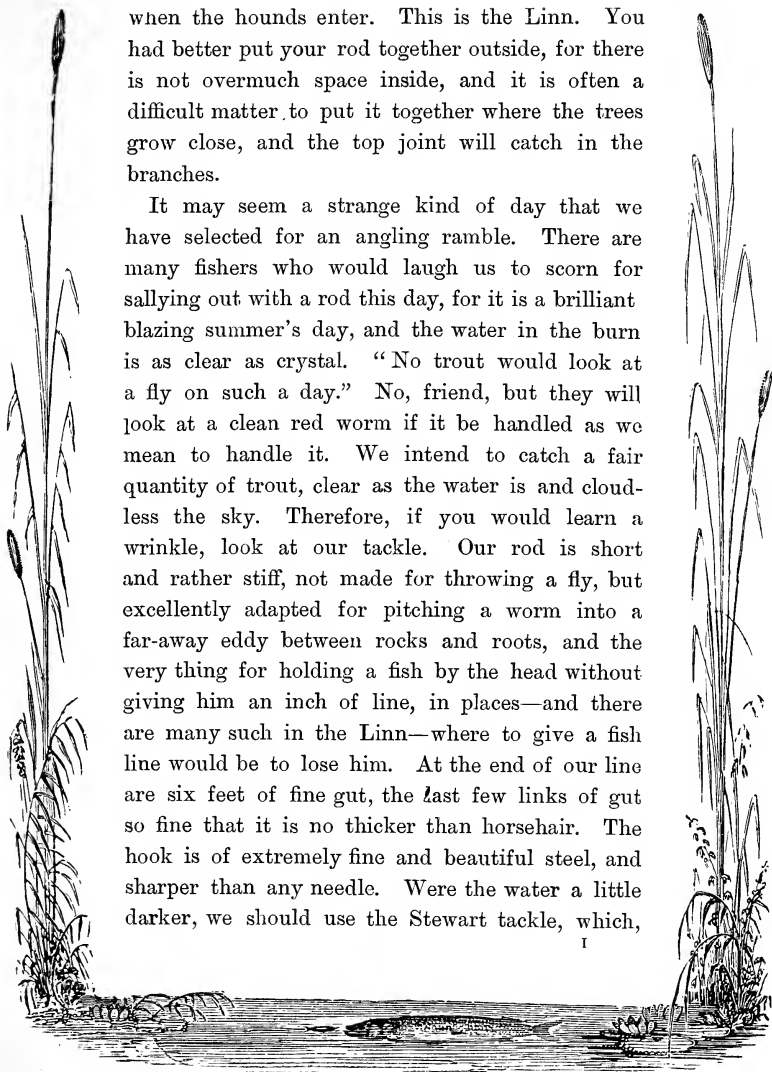 when the hounds enter. This is the Linn. You
had better put your rod together outside, for there
is not overmuch space inside, and it is often a
difficult matter to put it together where the trees
grow close, and the top joint will catch in the
branches.
It may seem a strange kind of day that we
have selected for an angling ramble. There are
many fishers who would laugh us to scorn for
sallying out with a rod this day, for it is a brilliant
blazing summer's day, and the water in the burn
is as clear as crystal. “No trout would look at
a fly on such a day.” No, friend, but they will
look at a clean red worm if it be handled as we
mean to handle it. We intend to catch a fair
quantity of trout, clear as the water is and cloud-
less the sky. Therefore, if you would learn a
wrinkle, look at our tackle. Our rod is short
and rather stiff, not made for throwing a fly, but
excellently adapted for pitching a worm into a
far-away eddy between rocks and roots, and the
very thing for holding a fish by the head without
giving him an inch of line, in places—and there
are many such in the Linn—where to give a fish
line would be to lose him. At the end of our line
are six feet of fine gut, the last few links of gut
so fine that it is no thicker than horsehair. The
hook is of extremely fine and beautiful steel, and
sharper than any needle. Were the water a little
darker, we should use the Stewart tackle, which,
I